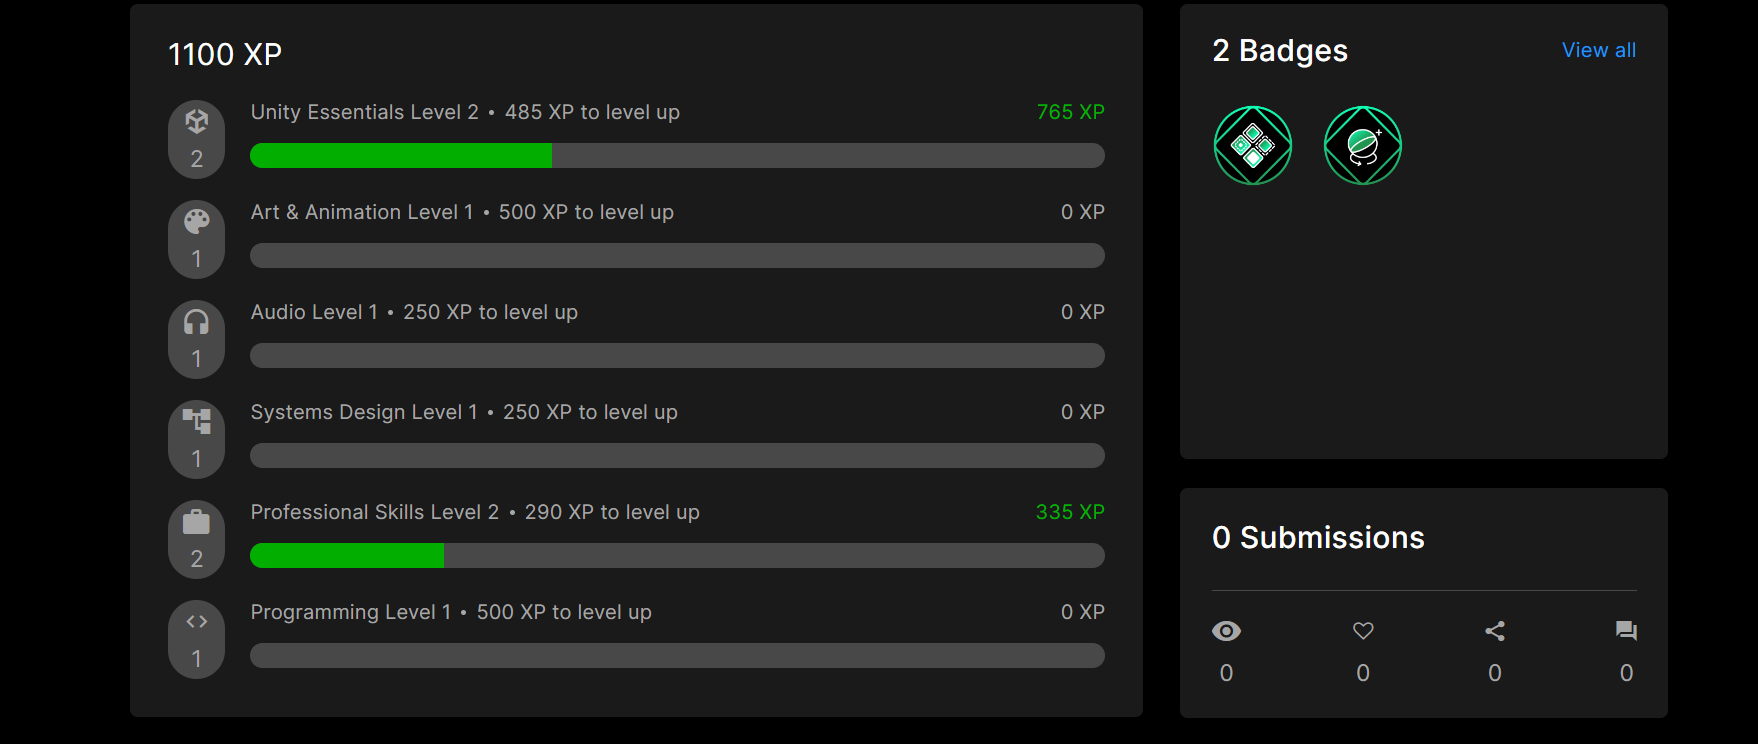 1100 XP
2
Unity Essentials Level 2 • 485 XP to level up
765 XP
1
Art & Animation Level 1 • 500 XP to level up
0 XP
1
Audio Level 1 • 250 XP to level up
0 XP
1
Systems Design Level 1 • 250 XP to level up
0 XP
2
Professional Skills Level 2 • 290 XP to level up
335 XP
1
Programming Level 1 • 500 XP to level up
0 XP
2 Badges
View all
0 Submissions
0
0
0
0